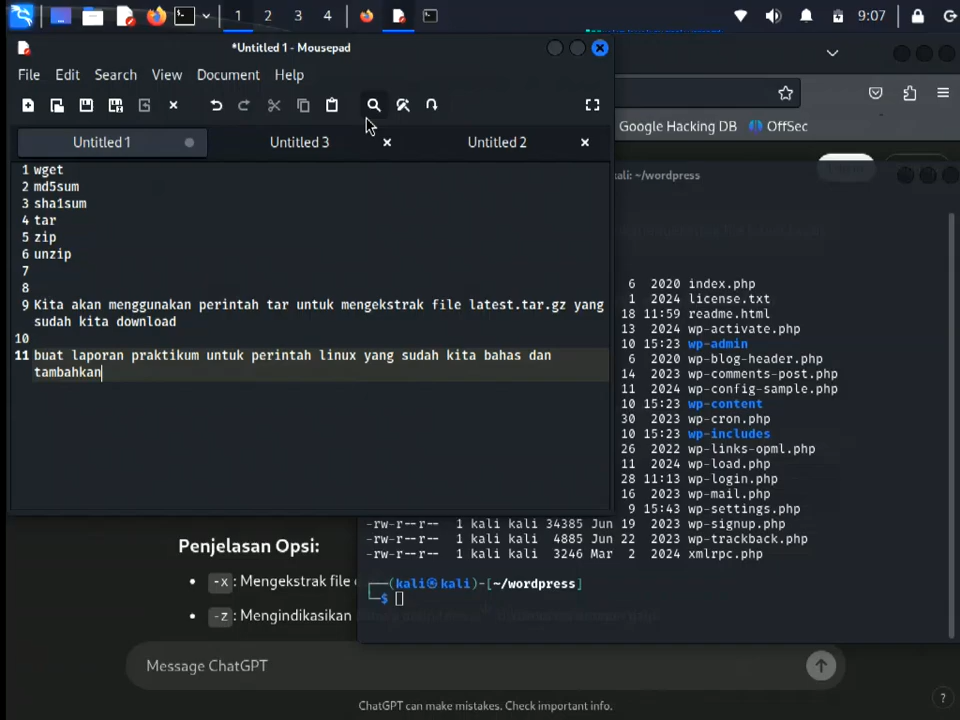 1 2 3 4 9:07
*Untitled 1 - Mousepad
File Edit Search View Document Help
Untitled 1 Untitled 3 Untitled 2
1 wget
2 md5sum
3 sha1sum
4 tar
5 zip
6 unzip
7
8
9 Kita akan menggunakan perintah tar untuk mengekstrak file latest.tar.gz yang
sudah kita download
10
11 buat laporan praktikum untuk perintah linux yang sudah kita bahas dan
tambahkan
Google Hacking DB OffSec
kali: ~/wordpress
6 2020 index.php
1 2024 license.txt
18 11:59 readme.html
13 2024 wp-activate.php
10 15:23 wp-admin
6 2020 wp-blog-header.php
14 2023 wp-comments-post.php
11 2024 wp-config-sample.php
10 15:23 wp-content
30 2023 wp-cron.php
10 15:23 wp-includes
26 2022 wp-links-opml.php
11 2024 wp-load.php
28 11:13 wp-login.php
16 2023 wp-mail.php
9 15:43 wp-settings.php
-rw-r--r-- 1 kali kali 34385 Jun 19 2023 wp-signup.php
-rw-r--r-- 1 kali kali 4885 Jun 22 2023 wp-trackback.php
-rw-r--r-- 1 kali kali 3246 Mar 2 2024 xmlrpc.php
(kali㉿kali)-[~/wordpress]
$
Penjelasan Opsi:
-x: Mengekstrak file
-z: Mengindikasikan
Message ChatGPT
ChatGPT can make mistakes. Check important info.
?